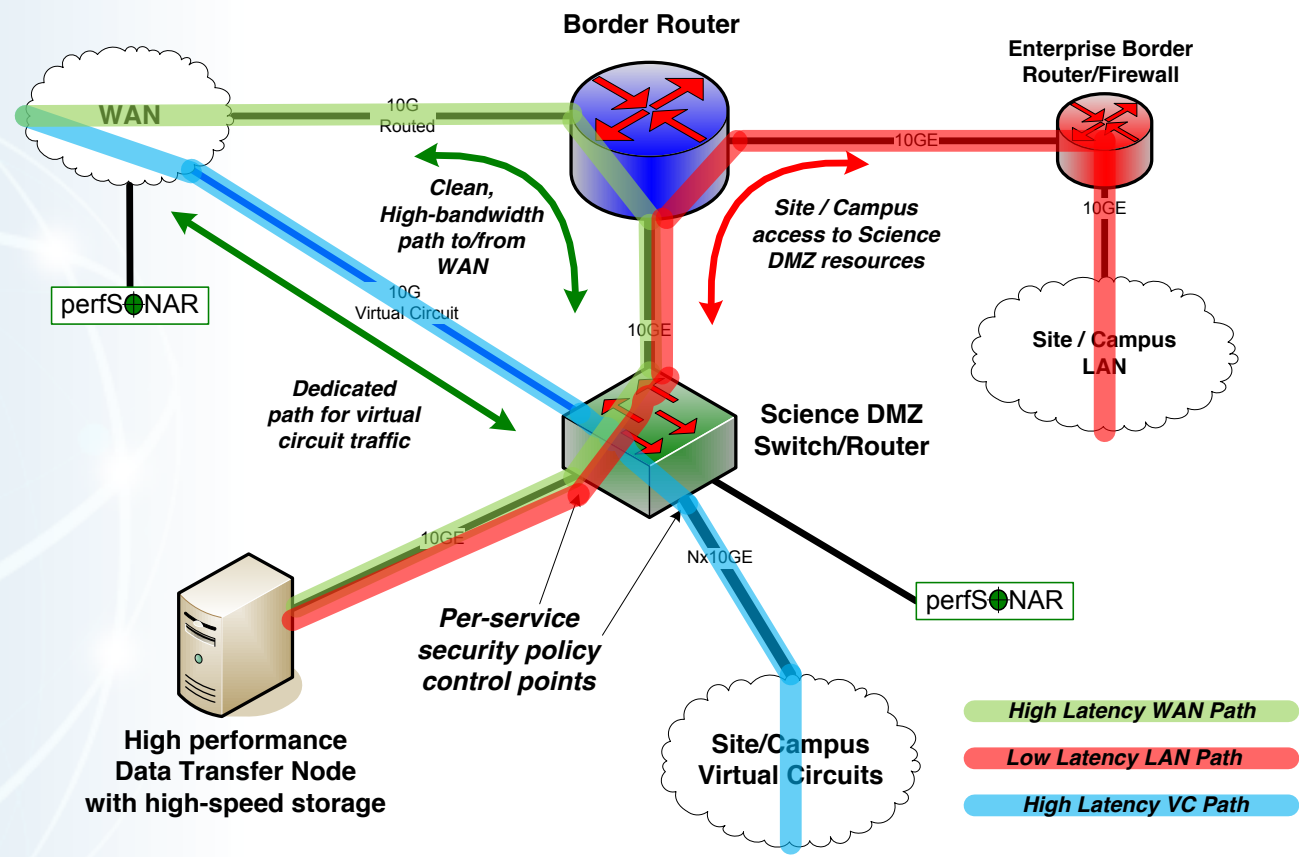 Border Router
Enterprise Border
Router/Firewall
WAN
10G
Routed
10GE
10GE
Clean,
High-bandwidth
path to/from
WAN
Site / Campus
access to Science
DMZ resources
perfSONAR
10G
Virtual Circuit
10GE
Site / Campus
LAN
Dedicated
path for virtual
circuit traffic
Science DMZ
Switch/Router
10GE
Nx10GE
perfSONAR
Per-service
security policy
control points
High performance
Data Transfer Node
with high-speed storage
Site/Campus
Virtual Circuits
High Latency WAN Path
Low Latency LAN Path
High Latency VC Path